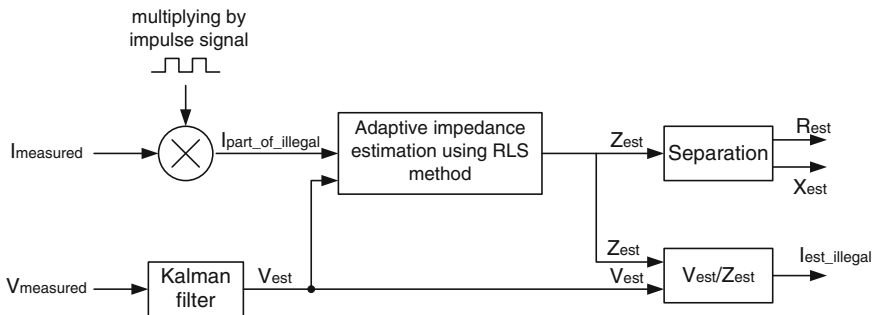 multiplying by
impulse signal
Imeasured
Ipart_of_illegal
Adaptive impedance
estimation using RLS
method
Zest
Separation
Rest
Xest
Vmeasured
Kalman
filter
Vest
Zest
Vest
Vest/Zest
Iest_illegal